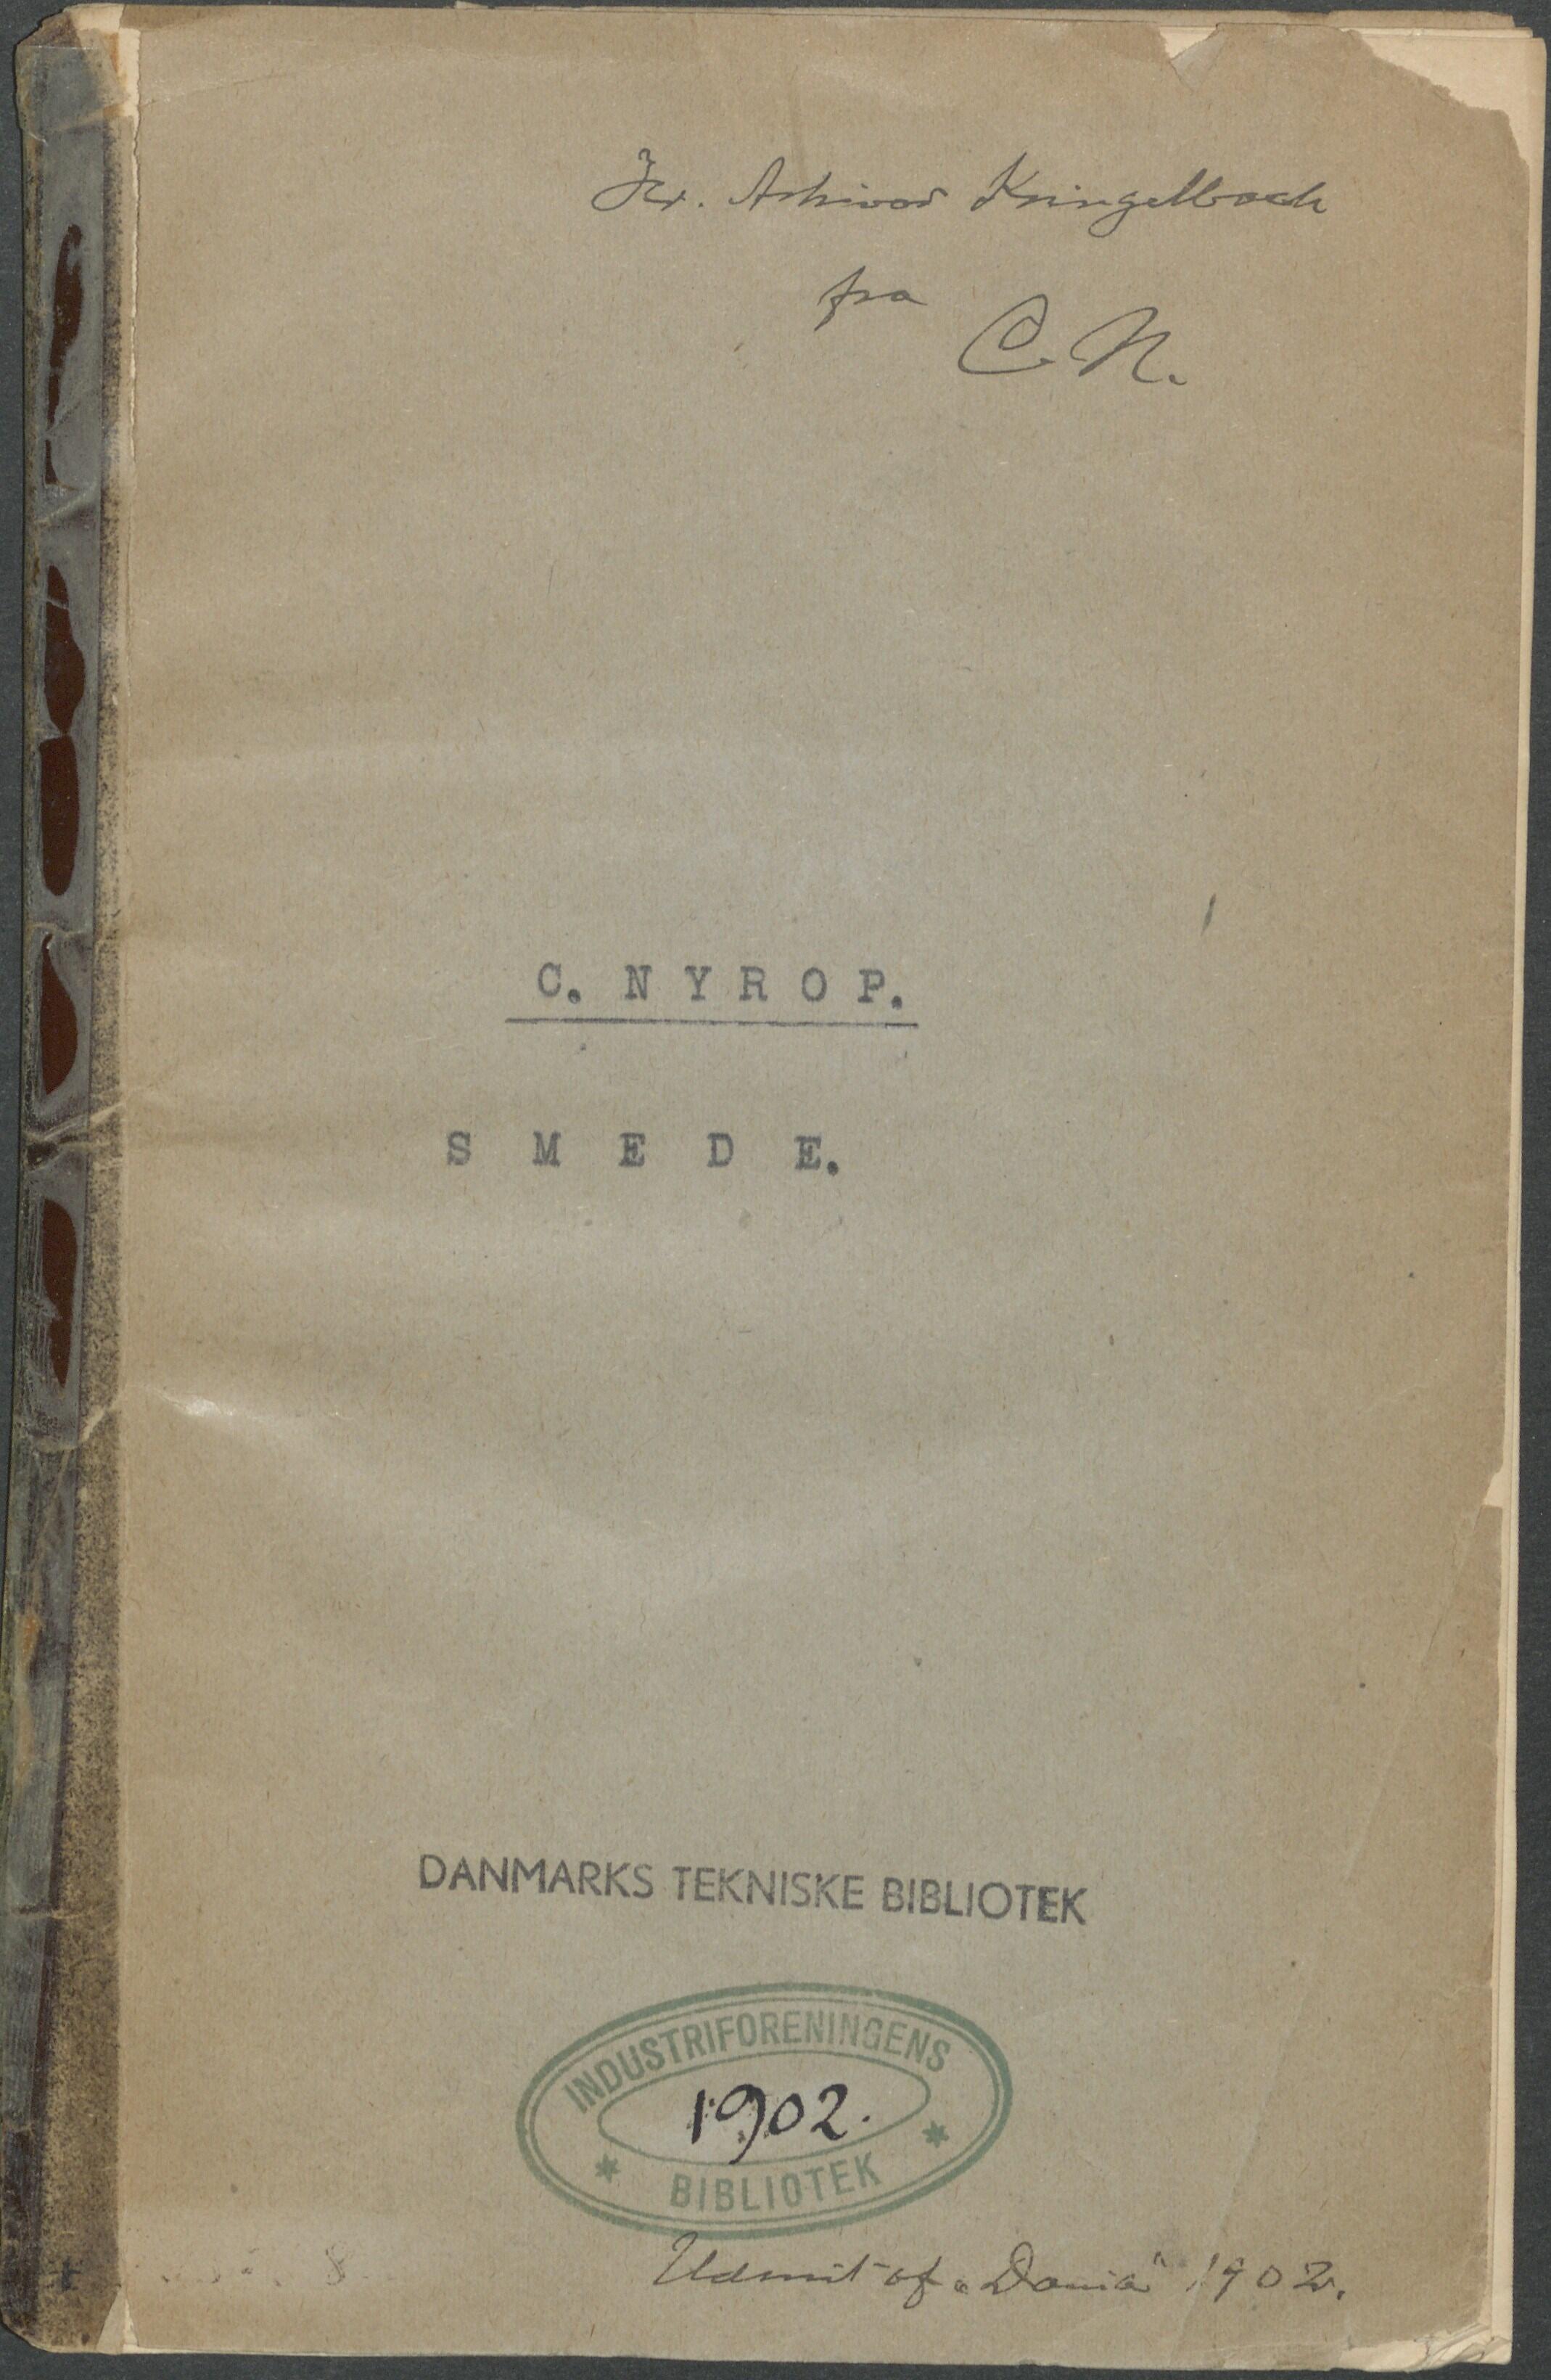 Hr. Arkivar Kringelbach
fra
C. N.
C. NYROP.
SMEDE.
DANMARKS TEKNISKE BIBLIOTEK
INDUSTRIFORENINGENS
1902.
BIBLIOTEK
Udsnit af „Dania" 1902.